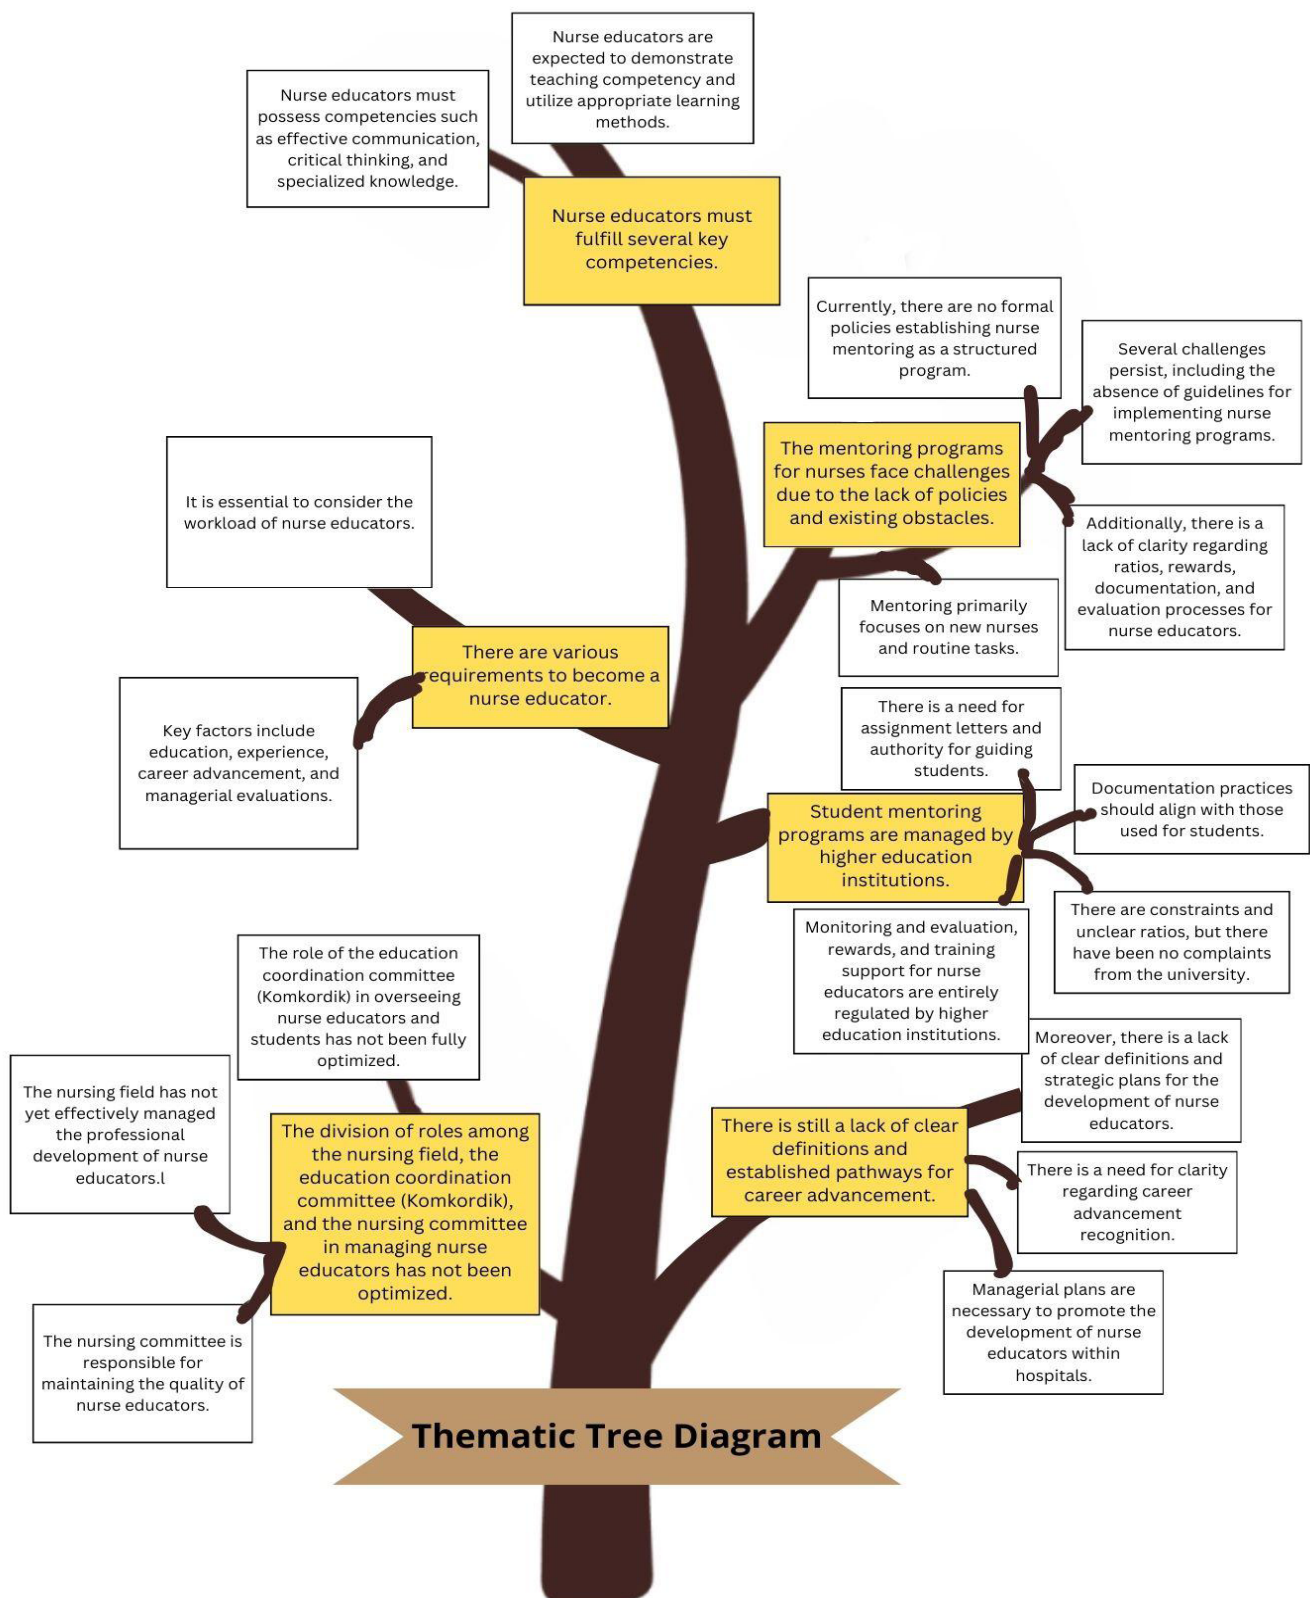 Nurse educators are
expected to demonstrate
teaching competency and
utilize appropriate learning
methods.
Nurse educators must
possess competencies such
as effective communication,
critical thinking, and
specialized knowledge.
Nurse educators must
fulfill several key
competencies.
Currently, there are no formal
policies establishing nurse
mentoring as a structured
program.
Several challenges
persist, including the
absence of guidelines for
implementing nurse
mentoring programs.
The mentoring programs
for nurses face challenges
due to the lack of policies
and existing obstacles.
Additionally, there is a
lack of clarity regarding
ratios, rewards,
documentation, and
evaluation processes for
nurse educators.
Mentoring primarily
focuses on new nurses
and routine tasks.
It is essential to consider the
workload of nurse educators.
There are various
requirements to become a
nurse educator.
Key factors include
education, experience,
career advancement, and
managerial evaluations.
There is a need for
assignment letters and
authority for guiding
students.
Student mentoring
programs are managed by
higher education
institutions.
Documentation practices
should align with those
used for students.
There are constraints and
unclear ratios, but there
have been no complaints
from the university.
Monitoring and evaluation,
rewards, and training
support for nurse
educators are entirely
regulated by higher
education institutions.
The role of the education
coordination committee
(Komkordik) in overseeing
nurse educators and
students has not been fully
optimized.
The nursing field has not
yet effectively managed
the professional
development of nurse
educators.l
The division of roles among
the nursing field, the
education coordination
committee (Komkordik),
and the nursing committee
in managing nurse
educators has not been
optimized.
The nursing committee is
responsible for
maintaining the quality of
nurse educators.
Moreover, there is a lack
of clear definitions and
strategic plans for the
development of nurse
educators.
There is still a lack of clear
definitions and
established pathways for
career advancement.
There is a need for clarity
regarding career
advancement
recognition.
Managerial plans are
necessary to promote the
development of nurse
educators within
hospitals.
Thematic Tree Diagram